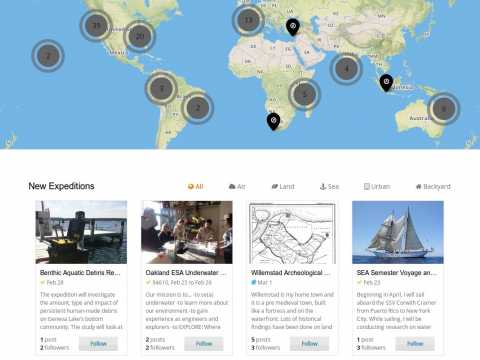 35
20
13
2
4
9
2
5
Mexico
Australia
New Expeditions
All
Air
Land
Sea
Urban
Backyard
Benthic Aquatic Debris Re...
Feb 28
The expedition will investigate
the amount, type and impact of
persistent human-made debris
on Geneva Lake's bottom
community. The study will look at
1 post
2 followers
Follow
Oakland ESA Underwater ...
94610, Feb 23 to Feb 26
Our mission is to... -to sea(r)
underwater -to learn more about
our environment -to gain
experience as engineers and
explorers -to EXPLORE! Where
2 posts
2 followers
Follow
Willemstad Archeological ...
Mar 1
Willemstad is my home town and
it is a pre medieval town, built
like a fortress and on the
waterfront. Lots of historical
findings have been done on land
5 posts
2 followers
Follow
SEA Semester Voyage an...
Feb 23
Beginning in April, I will sail
aboard the SSV Corwith Cramer
from Puerto Rico to New York
City. While sailing, I will be
conducting research on water
1 post
3 followers
Follow